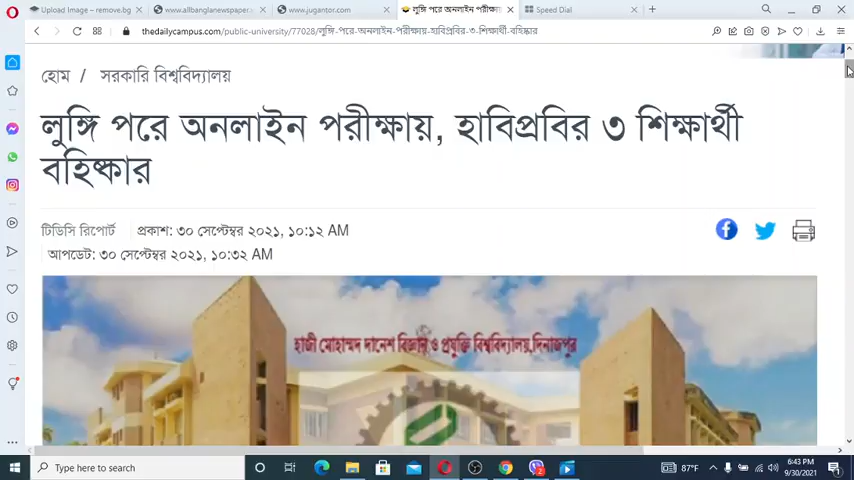 Upload Image – remove.bg
www.allbanglanewspape
www.jugantor.com
লুঙ্গি পরে অনলাইন পরীক্ষায়
Speed Dial
thedailycampus.com/public-university/77028/লুঙ্গি-পরে-অনলাইন-পরীক্ষায়-হাবিপ্রবির-৩-শিক্ষার্থী-বহিষ্কার
হোম / সরকারি বিশ্ববিদ্যালয়
লুঙ্গি পরে অনলাইন পরীক্ষায়, হাবিপ্রবির ৩ শিক্ষার্থী
বহিষ্কার
টিডিসি রিপোর্ট প্রকাশ: ৩০ সেপ্টেম্বর ২০২১, ১০:১২ AM
আপডেট: ৩০ সেপ্টেম্বর ২০২১, ১০:৩২ AM
হাজী মোহাম্মদ দানেশ বিজ্ঞান ও প্রযুক্তি বিশ্ববিদ্যালয়,দিনাজপুর
Type here to search
87°F
6:43 PM
9/30/2021